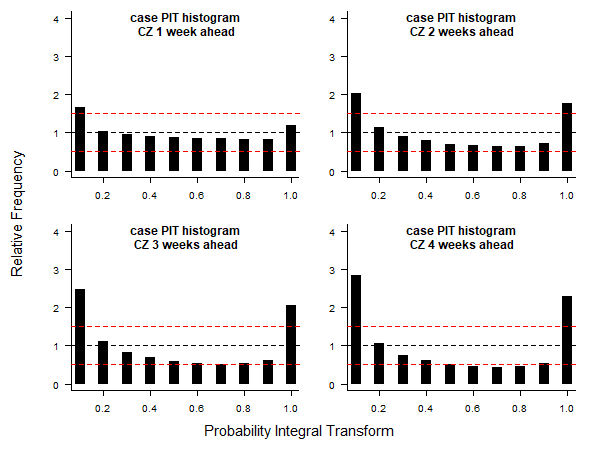 case PIT histogram
CZ 1 week ahead
4
3
2
1
0
0.2 0.4 0.6 0.8 1.0
case PIT histogram
CZ 2 weeks ahead
4
3
2
1
0
0.2 0.4 0.6 0.8 1.0
Relative Frequency
case PIT histogram
CZ 3 weeks ahead
4
3
2
1
0
0.2 0.4 0.6 0.8 1.0
case PIT histogram
CZ 4 weeks ahead
4
3
2
1
0
0.2 0.4 0.6 0.8 1.0
Probability Integral Transform